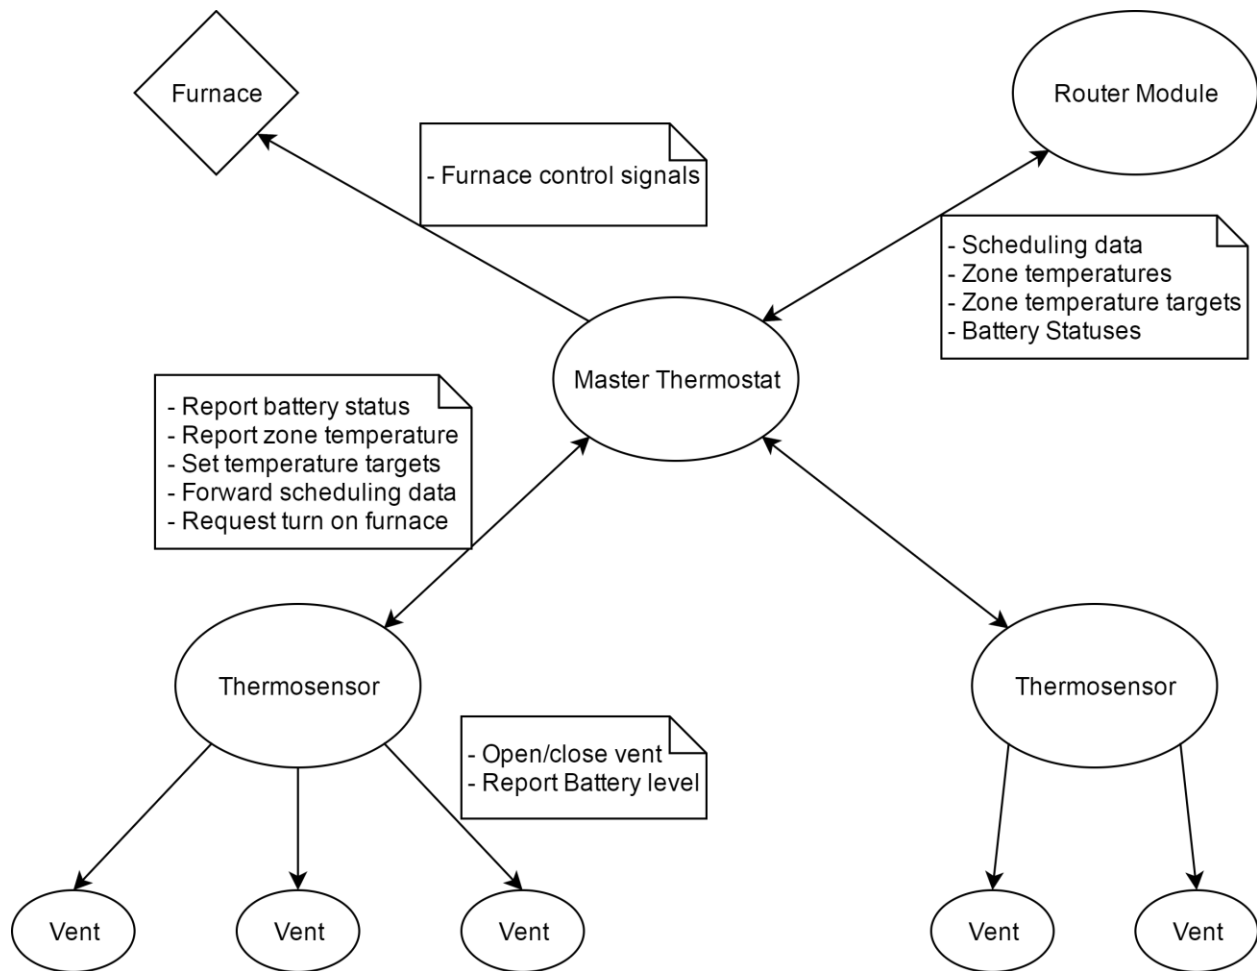 Furnace
Router Module
- Furnace control signals
- Scheduling data
- Zone temperatures
- Zone temperature targets
- Battery Statuses
Master Thermostat
- Report battery status
- Report zone temperature
- Set temperature targets
- Forward scheduling data
- Request turn on furnace
Thermosensor
Thermosensor
- Open/close vent
- Report Battery level
Vent
Vent
Vent
Vent
Vent